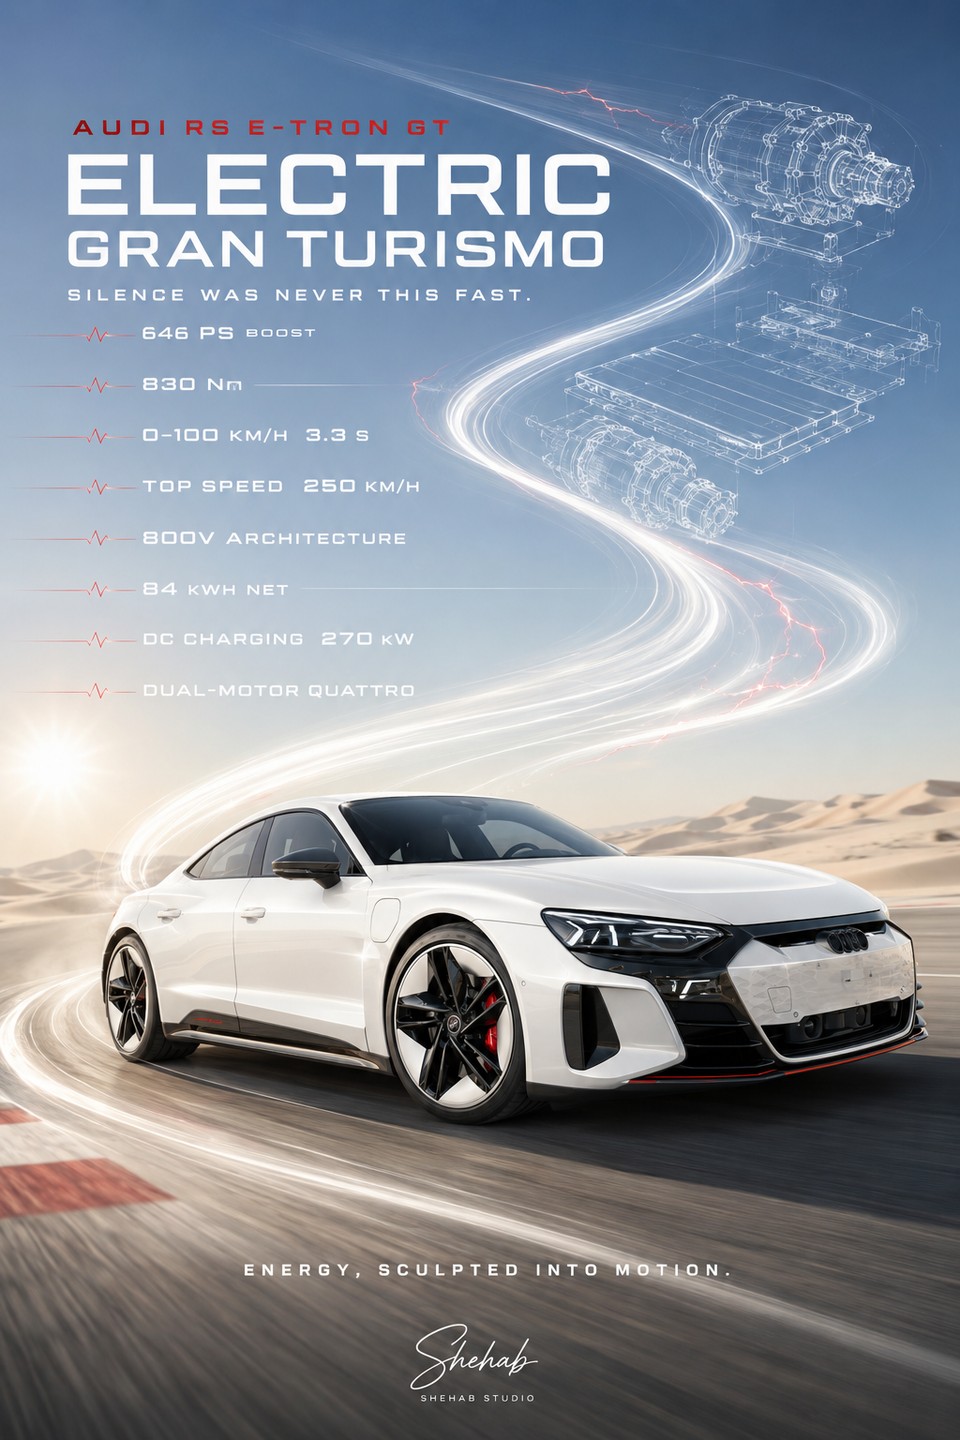 AUDI RS E-TRON GT
ELECTRIC
GRAN TURISMO
SILENCE WAS NEVER THIS FAST.
646 PS BOOST
830 Nm
0-100 KM/H 3.3 S
TOP SPEED 250 KM/H
800V ARCHITECTURE
84 KWH NET
DC CHARGING 270 KW
DUAL-MOTOR QUATTRO
ENERGY, SCULPTED INTO MOTION.
Shehab
SHEHAB STUDIO